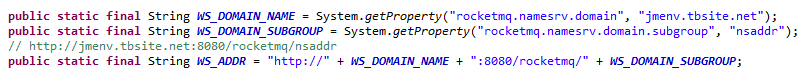 public static final String WS_DOMAIN_NAME = System.getProperty("rocketmq.namesrv.domain", "jmenv.tbsite.net");
public static final String WS_DOMAIN_SUBGROUP = System.getProperty("rocketmq.namesrv.domain.subgroup", "nsaddr");
// http://jmenv.tbsite.net:8080/rocketmq/nsaddr
public static final String WS_ADDR = "http://" + WS_DOMAIN_NAME + ":8080/rocketmq/" + WS_DOMAIN_SUBGROUP;